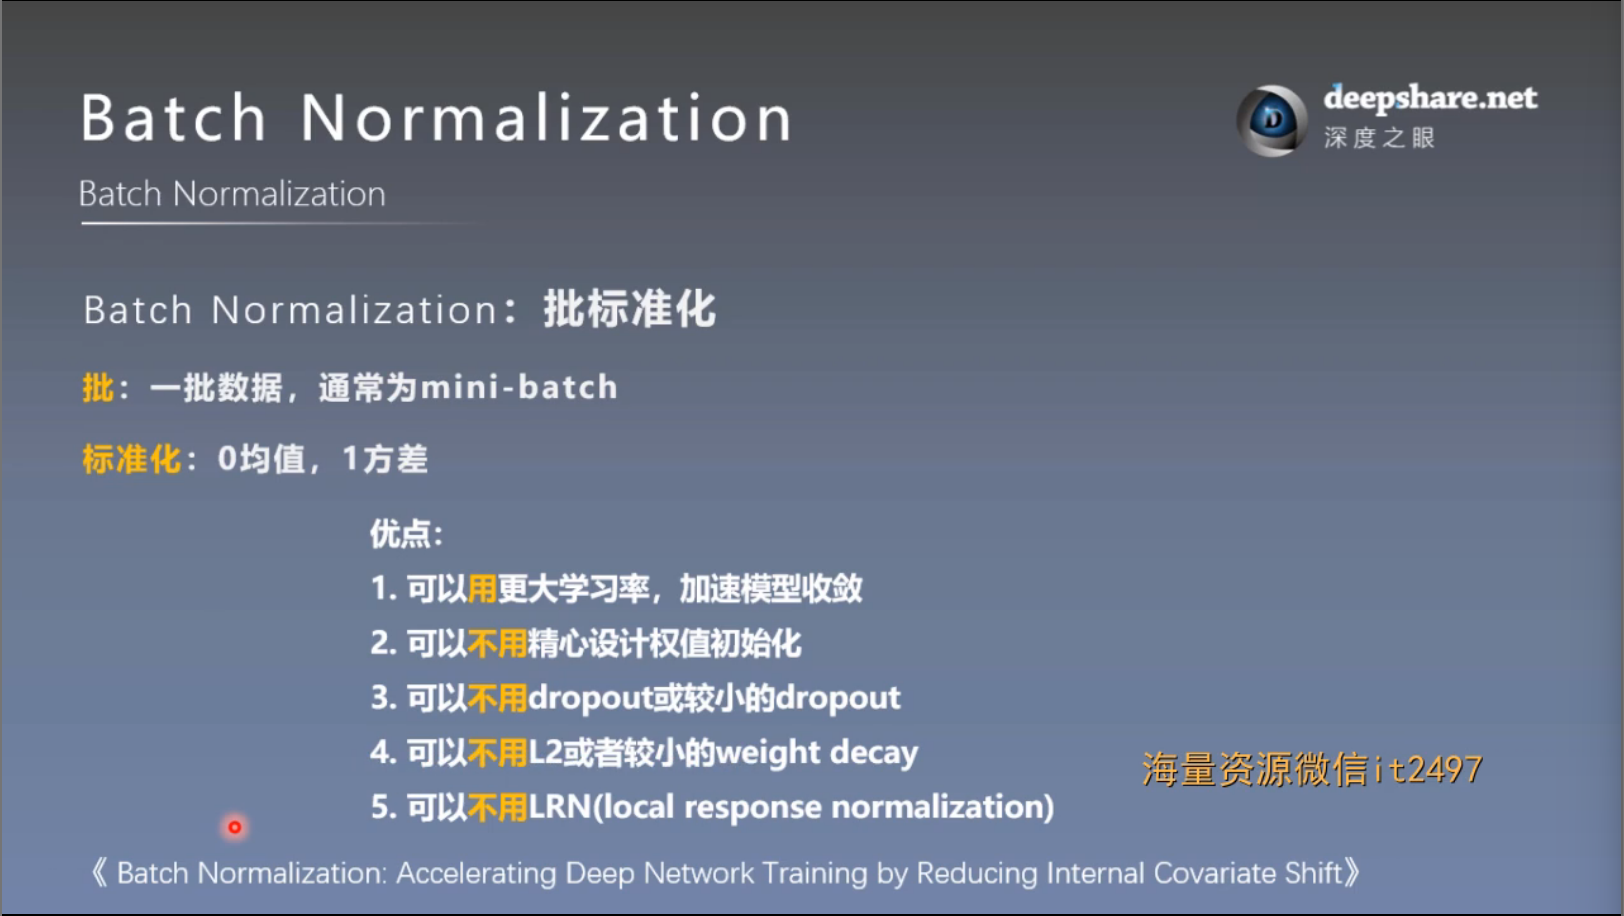 Batch Normalization
deepshare.net
深度之眼
Batch Normalization
Batch Normalization：批标准化
批：一批数据，通常为mini-batch
标准化：0均值，1方差
优点：
1. 可以用更大学习率，加速模型收敛
2. 可以不用精心设计权值初始化
3. 可以不用dropout或较小的dropout
4. 可以不用L2或者较小的weight decay
海量资源微信it2497
5. 可以不用LRN(local response normalization)
《 Batch Normalization: Accelerating Deep Network Training by Reducing Internal Covariate Shift》